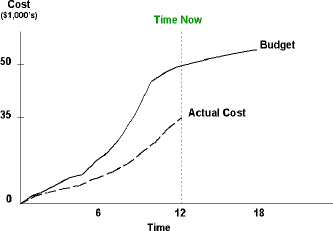 Cost
($1,000's)
Time Now
Budget
50
35
Actual Cost
0
6
12
18
Time